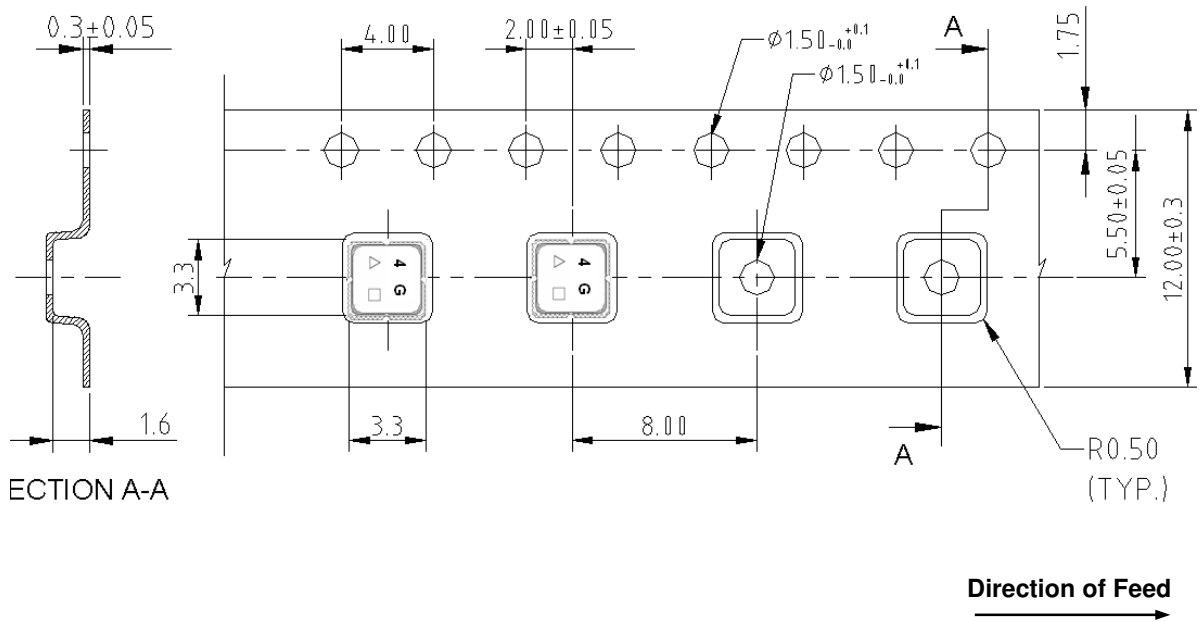 0.3±0.05
4.00
2.00±0.05
⌀1.50 -0.0 +0.1
⌀1.50 -0.0 +0.1
A
1.75
5.50±0.05
12.00±0.3
3.3
4
G
4
G
1.6
3.3
8.00
A
R0.50
(TYP.)
ECTION A-A
Direction of Feed